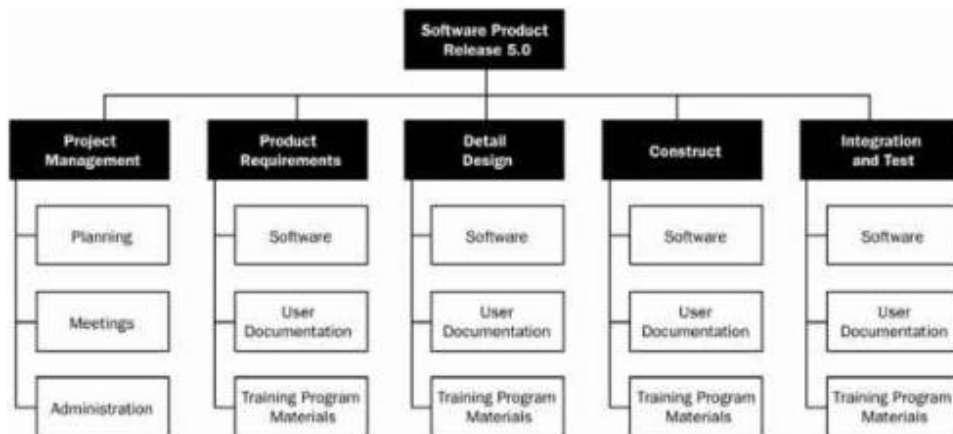 Software Product
Release 5.0
Project
Management
Product
Requirements
Detail
Design
Construct
Integration
and Test
Planning
Software
Software
Software
Software
Meetings
User
Documentation
User
Documentation
User
Documentation
User
Documentation
Administration
Training Program
Materials
Training Program
Materials
Training Program
Materials
Training Program
Materials